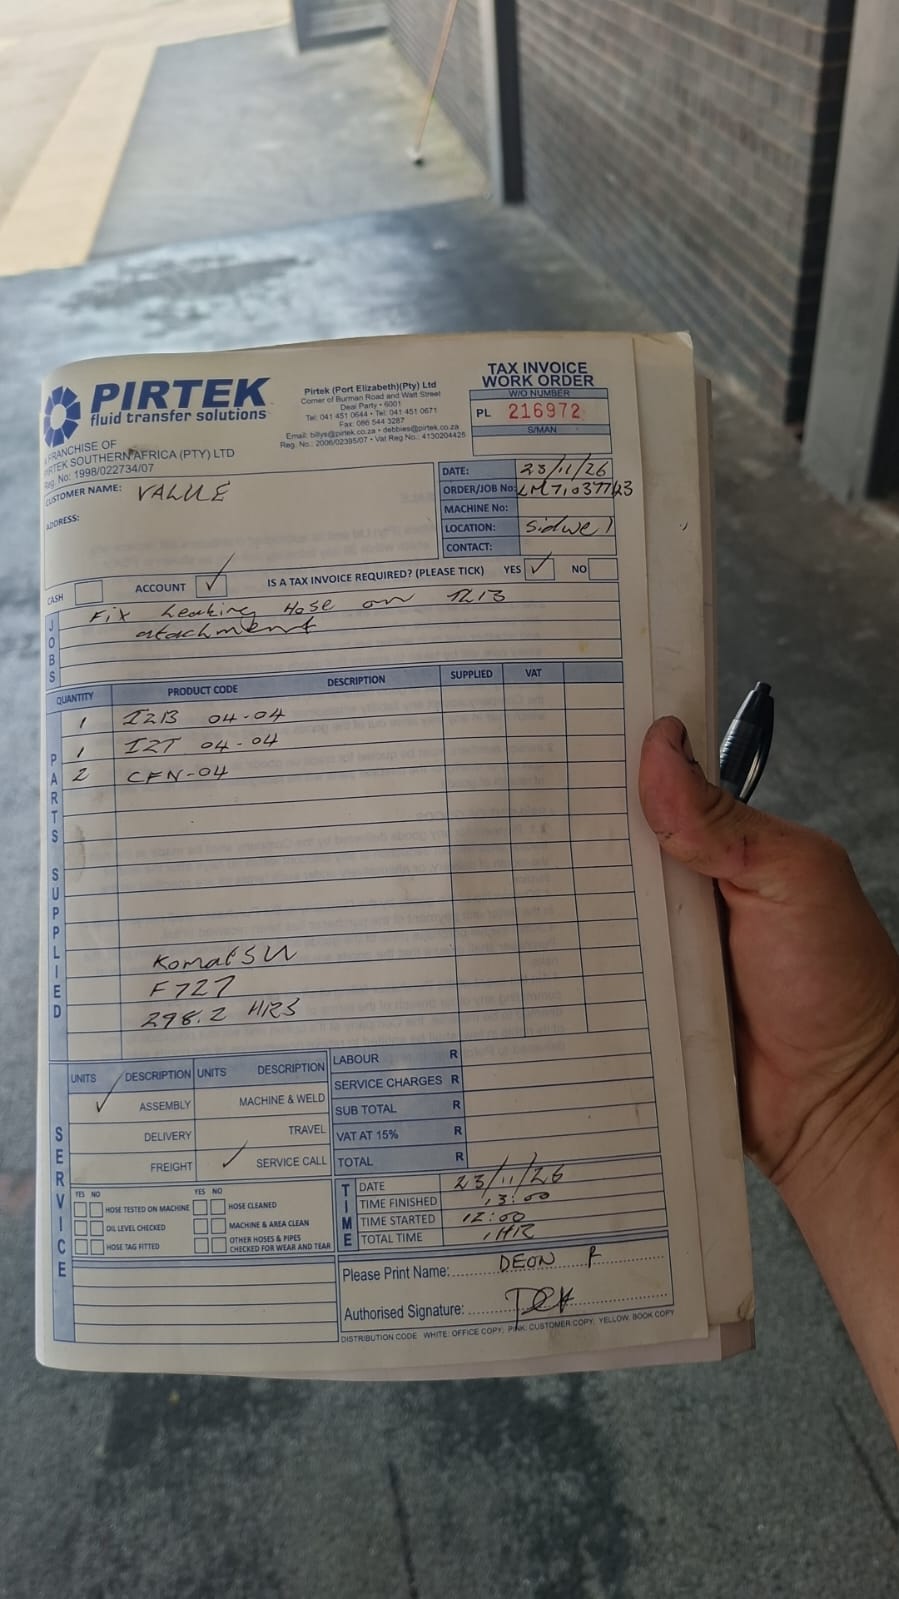 PIRTEK
fluid transfer solutions
A FRANCHISE OF
PIRTEK SOUTHERN AFRICA (PTY) LTD
Reg. No: 1998/022734/07
Pirtek (Port Elizabeth)(Pty) Ltd
Corner of Burman Road and Watt Street
Deal Party • 6001
Tel: 041 451 0644 • Tel: 041 451 0671
Fax: 086 544 3287
Email: billys@pirtek.co.za • debbies@pirtek.co.za
Reg. No.: 2006/02395/07 • Vat Reg No.: 4130204425
TAX INVOICE
WORK ORDER
W/O NUMBER
PL 216972
S/MAN
CUSTOMER NAME: VALUE
ADDRESS:
DATE: 23/11/26
ORDER/JOB No:
MACHINE No:
LOCATION: Sidwel
CONTACT:
CASH ACCOUNT ✓ IS A TAX INVOICE REQUIRED? (PLEASE TICK) YES ✓ NO
JOBS
Fix Leaking Hose on
atachment
QUANTITY PRODUCT CODE DESCRIPTION SUPPLIED VAT
PARTS SUPPLIED
1 IZB 04-04
1 IZT 04-04
2 CFN-04
KomatSU
F727
298.2 HRS
SERVICE
UNITS DESCRIPTION UNITS DESCRIPTION
✓ ASSEMBLY MACHINE & WELD
DELIVERY TRAVEL
FREIGHT ✓ SERVICE CALL
YES NO YES NO
HOSE TESTED ON MACHINE HOSE CLEANED
OIL LEVEL CHECKED MACHINE & AREA CLEAN
HOSE TAG FITTED OTHER HOSES & PIPES CHECKED FOR WEAR AND TEAR
LABOUR R
SERVICE CHARGES R
SUB TOTAL R
VAT AT 15% R
TOTAL R
TIME
DATE 23/11/26
TIME FINISHED 13:00
TIME STARTED 12:00
TOTAL TIME 1HR
Please Print Name: DEON P
Authorised Signature:
DISTRIBUTION CODE WHITE: OFFICE COPY, PINK: CUSTOMER COPY, YELLOW: BOOK COPY